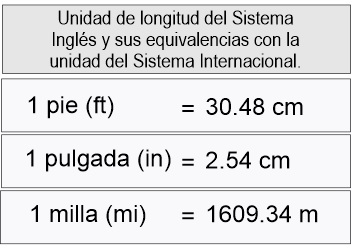 Unidad de longitud del Sistema
Inglés y sus equivalencias con la
unidad del Sistema Internacional.
1 pie (ft) = 30.48 cm
1 pulgada (in) = 2.54 cm
1 milla (mi) = 1609.34 m